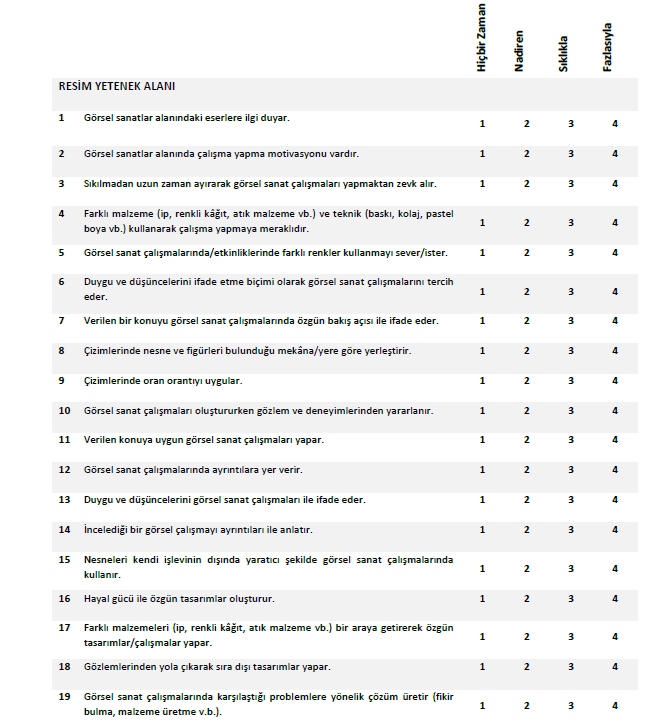 Hiçbir Zaman
Nadiren
Sıklıkla
Fazlasıyla
RESİM YETENEK ALANI
1 Görsel sanatlar alanındaki eserlere ilgi duyar. 1 2 3 4
2 Görsel sanatlar alanında çalışma yapma motivasyonu vardır. 1 2 3 4
3 Sıkılmadan uzun zaman ayırarak görsel sanat çalışmaları yapmaktan zevk alır. 1 2 3 4
4 Farklı malzeme (ip, renkli kâğıt, atık malzeme vb.) ve teknik (baskı, kolaj, pastel
boya vb.) kullanarak çalışma yapmaya meraklıdır. 1 2 3 4
5 Görsel sanat çalışmalarında/etkinliklerinde farklı renkler kullanmayı sever/ister. 1 2 3 4
6 Duygu ve düşüncelerini ifade etme biçimi olarak görsel sanat çalışmalarını tercih
eder. 1 2 3 4
7 Verilen bir konuyu görsel sanat çalışmalarında özgün bakış açısı ile ifade eder. 1 2 3 4
8 Çizimlerinde nesne ve figürleri bulunduğu mekâna/yere göre yerleştirir. 1 2 3 4
9 Çizimlerinde oran orantıyı uygular. 1 2 3 4
10 Görsel sanat çalışmaları oluştururken gözlem ve deneyimlerinden yararlanır. 1 2 3 4
11 Verilen konuya uygun görsel sanat çalışmaları yapar. 1 2 3 4
12 Görsel sanat çalışmalarında ayrıntılara yer verir. 1 2 3 4
13 Duygu ve düşüncelerini görsel sanat çalışmaları ile ifade eder. 1 2 3 4
14 İncelediği bir görsel çalışmayı ayrıntıları ile anlatır. 1 2 3 4
15 Nesneleri kendi işlevinin dışında yaratıcı şekilde görsel sanat çalışmalarında
kullanır. 1 2 3 4
16 Hayal gücü ile özgün tasarımlar oluşturur. 1 2 3 4
17 Farklı malzemeleri (ip, renkli kâğıt, atık malzeme vb.) bir araya getirerek özgün
tasarımlar/çalışmalar yapar. 1 2 3 4
18 Gözlemlerinden yola çıkarak sıra dışı tasarımlar yapar. 1 2 3 4
19 Görsel sanat çalışmalarında karşılaştığı problemlere yönelik çözüm üretir (fikir
bulma, malzeme üretme v.b.). 1 2 3 4